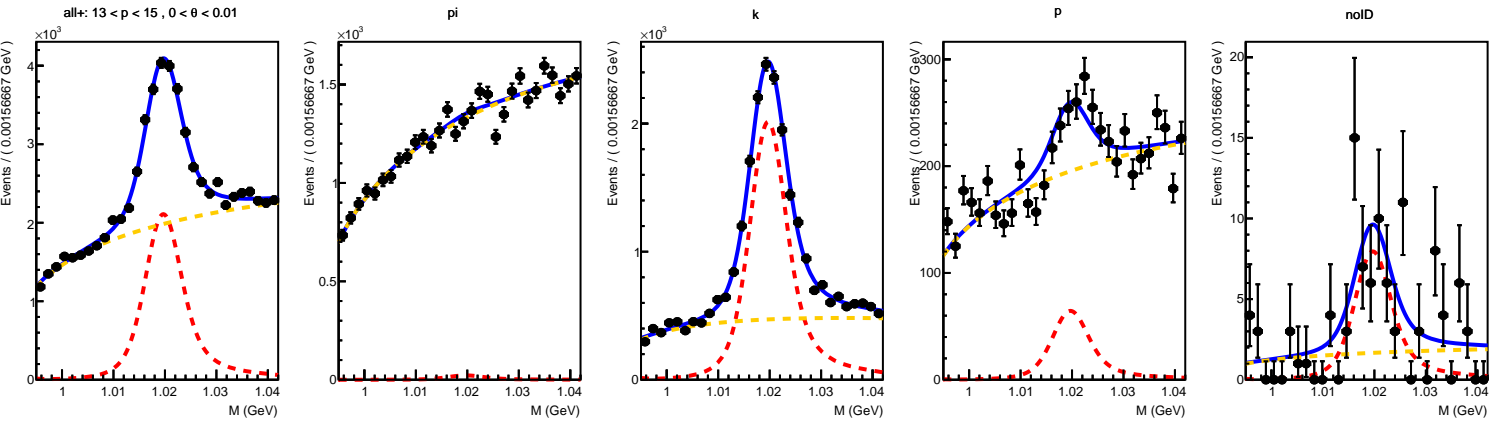 all+: 13 < p < 15 , 0 < θ < 0.01
×10³
Events / ( 0.00156667 GeV )
4
3
2
1
0
1 1.01 1.02 1.03 1.04
M (GeV)
pi
×10³
Events / ( 0.00156667 GeV )
1.5
1
0.5
0
1 1.01 1.02 1.03 1.04
M (GeV)
k
×10³
Events / ( 0.00156667 GeV )
2
1
0
1 1.01 1.02 1.03 1.04
M (GeV)
p
Events / ( 0.00156667 GeV )
300
200
100
0
1 1.01 1.02 1.03 1.04
M (GeV)
noID
Events / ( 0.00156667 GeV )
20
15
10
5
0
1 1.01 1.02 1.03 1.04
M (GeV)